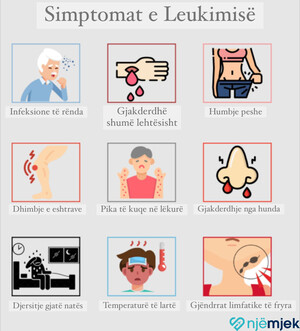 Simptomat e Leukimisë
Infeksione të rënda
Gjakderdhë
shumë lehtësisht
Humbje peshe
Dhimbje e eshtrave
Pika të kuqe në lëkurë
Gjakderdhje nga hunda
Djersitje gjatë natës
Temperaturë të lartë
Gjëndrrat limfatike të fryra
njëmjek